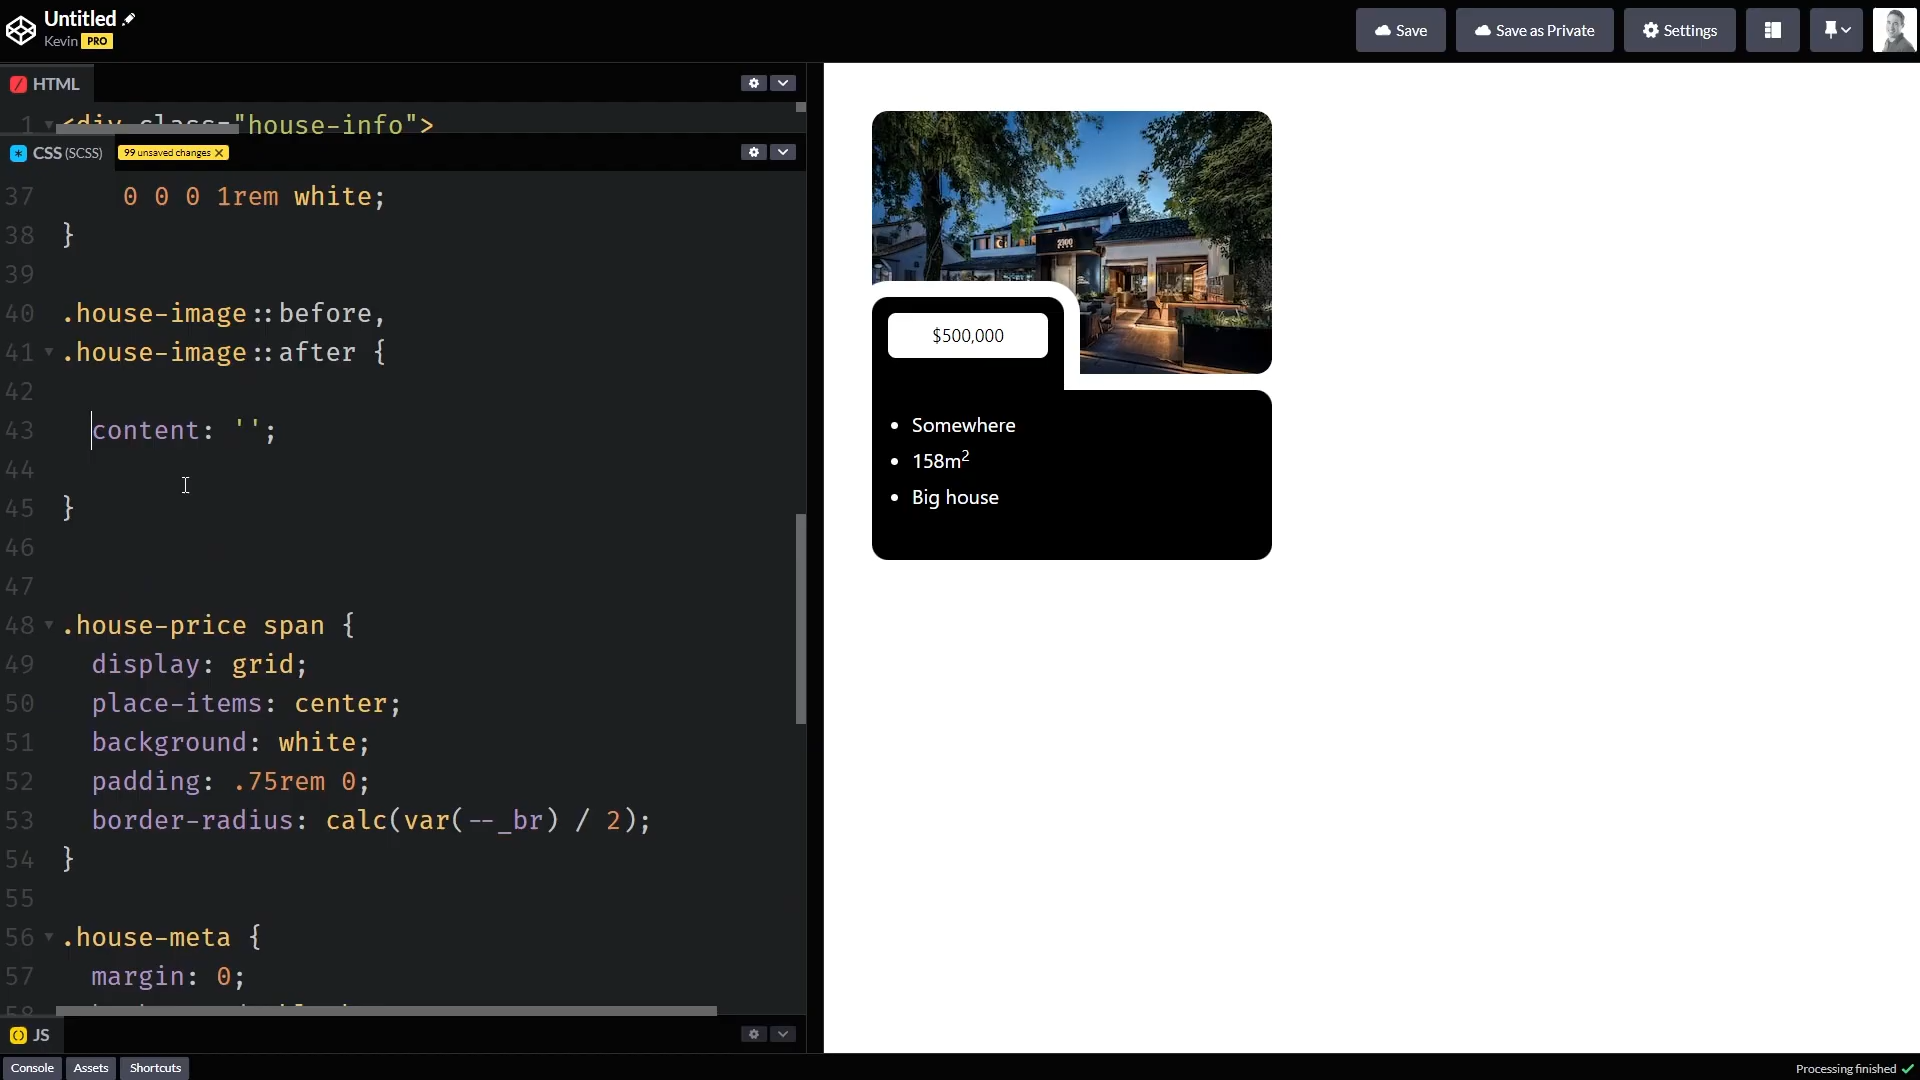 Untitled
Kevin PRO
Save
Save as Private
Settings
HTML
1 <div class="house-info">
CSS (SCSS) 99 unsaved changes
37 0 0 0 1rem white;
38 }
39
40 .house-image::before,
41 .house-image::after {
42
43 content: '';
44
45 }
46
47
48 .house-price span {
49 display: grid;
50 place-items: center;
51 background: white;
52 padding: .75rem 0;
53 border-radius: calc(var(--_br) / 2);
54 }
55
56 .house-meta {
57 margin: 0;
JS
Console Assets Shortcuts
2100
$500,000
• Somewhere
• 158m²
• Big house
Processing finished